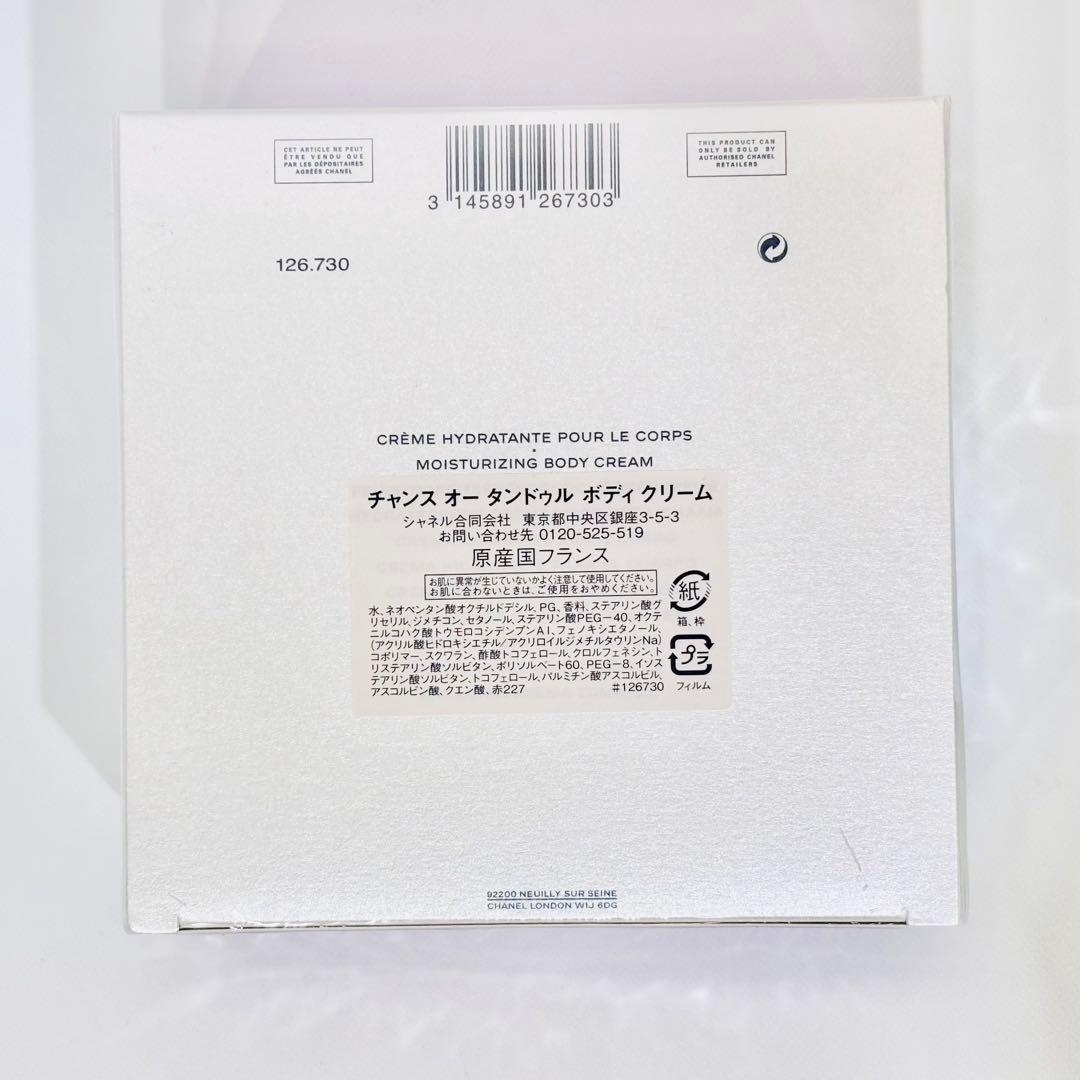 CET ARTICLE NE PEUT
ÊTRE VENDU QUE
PAR LES DÉPOSITAIRES
AGRÉÉS CHANEL
3 145891 267303
THIS PRODUCT CAN
ONLY BE SOLD BY
AUTHORISED CHANEL
RETAILERS
126.730
CRÈME HYDRATANTE POUR LE CORPS
MOISTURIZING BODY CREAM
チャンス オー タンドゥル ボディ クリーム
シャネル合同会社 東京都中央区銀座3-5-3
お問い合わせ先 0120-525-519
原産国フランス
お肌に異常が生じていないかよく注意して使用してください。
お肌に合わないときは、ご使用をおやめください。
水、ネオペンタン酸オクチルドデシル、PG、香料、ステアリン酸グ
リセリル、ジメチコン、セタノール、ステアリン酸PEG-40、オクテ
ニルコハク酸トウモロコシデンプンAl、フェノキシエタノール、
(アクリル酸ヒドロキシエチル/アクリロイルジメチルタウリンNa)
コポリマー、スクワラン、酢酸トコフェロール、クロルフェネシン、ト
リステアリン酸ソルビタン、ポリソルベート60、PEG-8、イソス
テアリン酸ソルビタン、トコフェロール、パルミチン酸アスコルビル、
アスコルビン酸、クエン酸、赤227 #126730
紙
箱、枠
プラ
フィルム
92200 NEUILLY SUR SEINE
CHANEL LONDON W1J 6DG